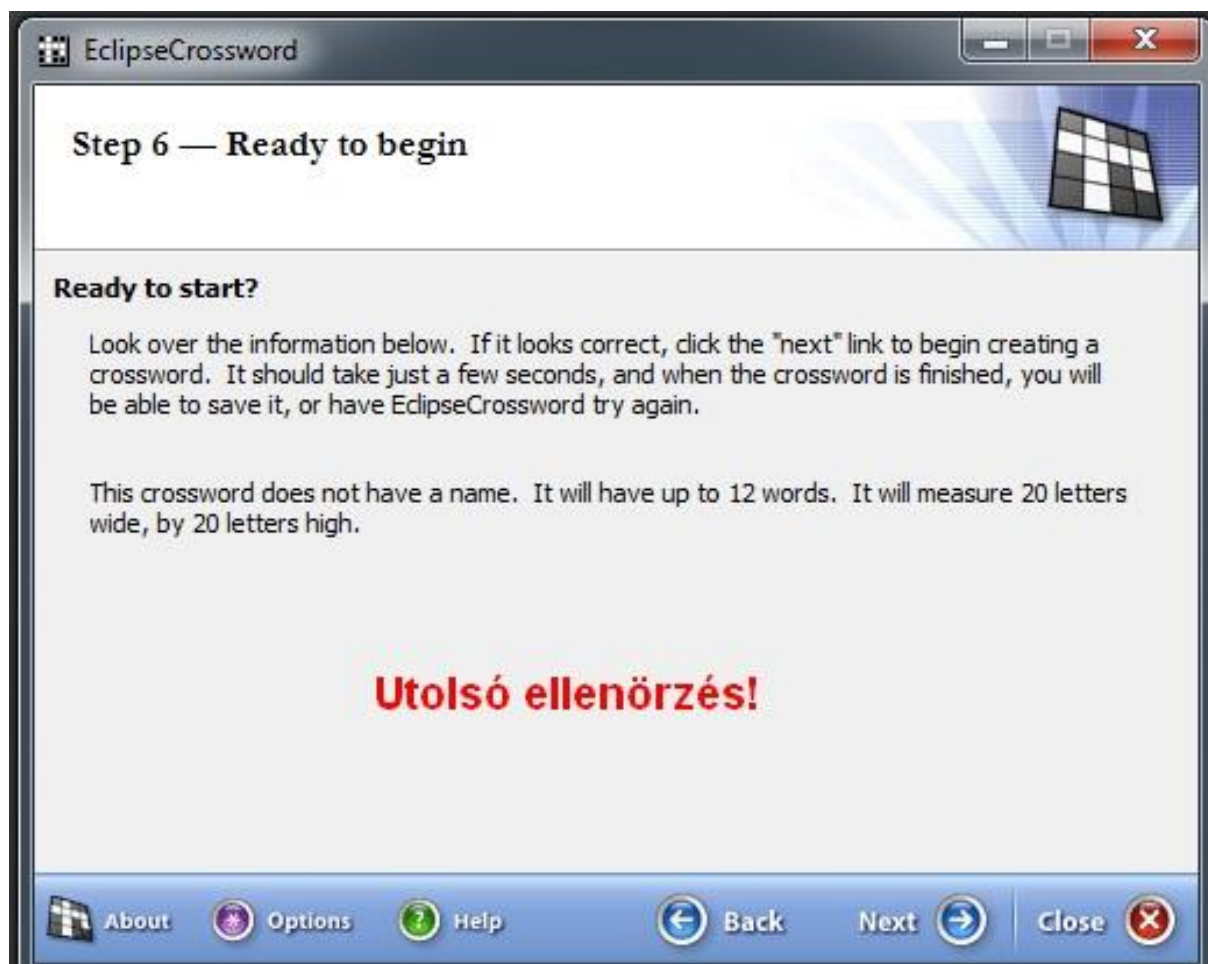 EclipseCrossword
Step 6 — Ready to begin
Ready to start?
Look over the information below. If it looks correct, click the "next" link to begin creating a
crossword. It should take just a few seconds, and when the crossword is finished, you will
be able to save it, or have EclipseCrossword try again.
This crossword does not have a name. It will have up to 12 words. It will measure 20 letters
wide, by 20 letters high.
Utolsó ellenörzés!
About Options Help Back Next Close